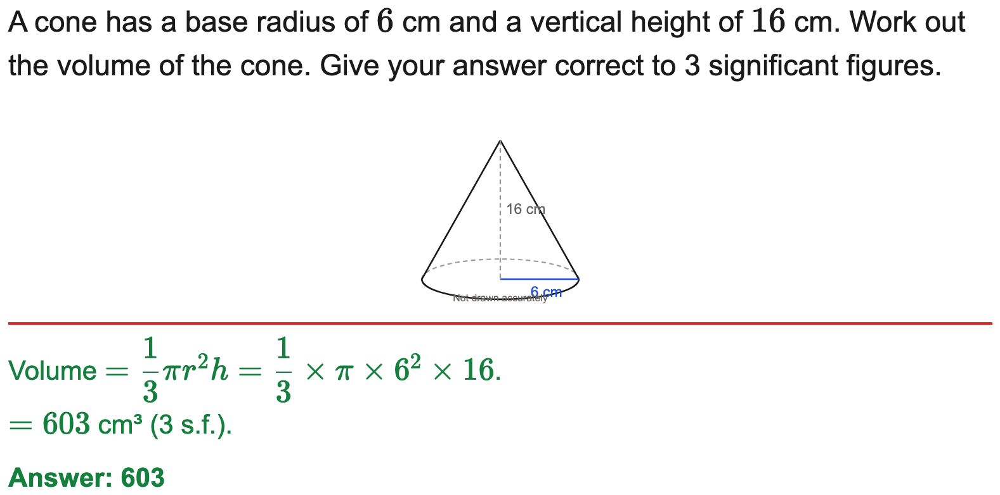 A cone has a base radius of 6 cm and a vertical height of 16 cm. Work out
the volume of the cone. Give your answer correct to 3 significant figures.
16 cm
6 cm
Not drawn accurately
Volume = 1/3 πr²h = 1/3 × π × 6² × 16.
= 603 cm³ (3 s.f.).
Answer: 603